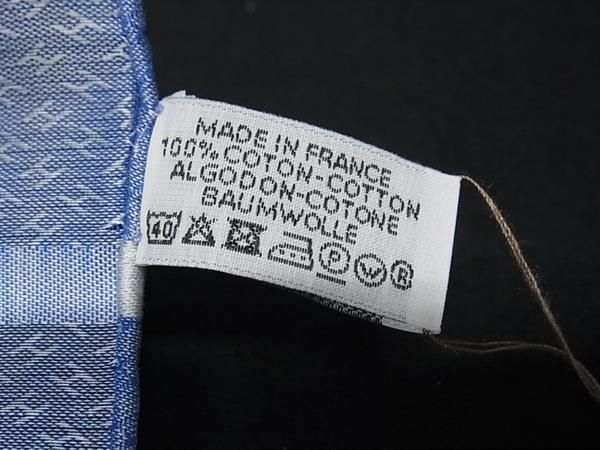 MADE IN FRANCE
100% COTON-COTTON
ALGODON-COTONE
BAUMWOLLE
40 P W R